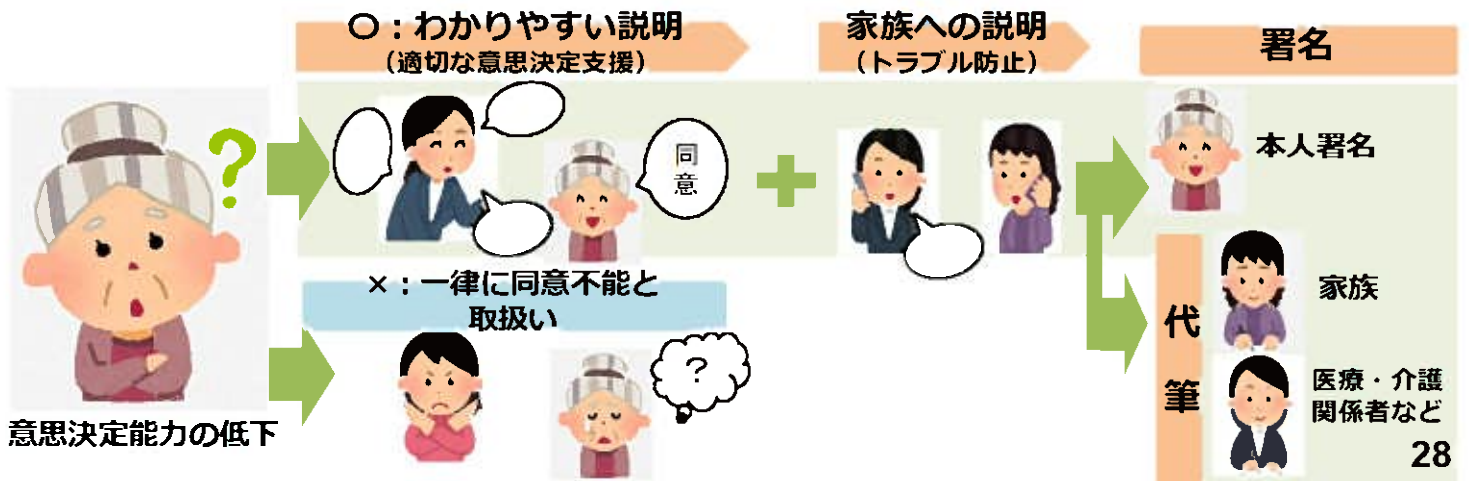 〇：わかりやすい説明
（適切な意思決定支援）
家族への説明
（トラブル防止）
署名
?
同
意
本人署名
×：一律に同意不能と
取扱い
?
意思決定能力の低下
代
筆
家族
医療・介護
関係者など
28